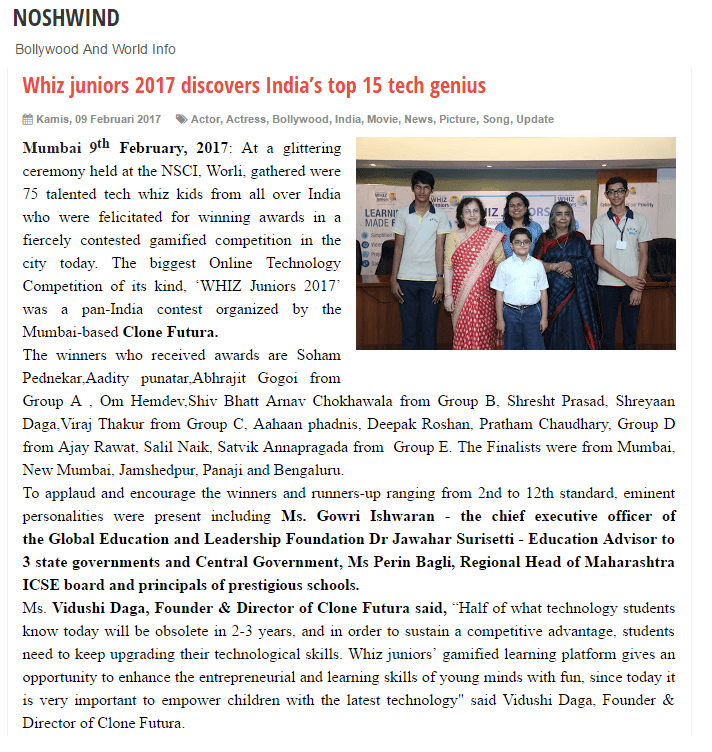 NOSHWIND
Bollywood And World Info
Whiz juniors 2017 discovers India's top 15 tech genius
Kamis, 09 Februari 2017 Actor, Actress, Bollywood, India, Movie, News, Picture, Song, Update
Mumbai 9th February, 2017: At a glittering
ceremony held at the NSCI, Worli, gathered were
75 talented tech whiz kids from all over India
who were felicitated for winning awards in a
fiercely contested gamified competition in the
city today. The biggest Online Technology
Competition of its kind, ‘WHIZ Juniors 2017’
was a pan-India contest organized by the
Mumbai-based Clone Futura.
WHIZ
LEARN
MADE F
WHIZ JUNIORS
WHIZ
Juniors
Priority
The winners who received awards are Soham
Pednekar,Aadity punatar,Abhrajit Gogoi from
Group A , Om Hemdev,Shiv Bhatt Arnav Chokhawala from Group B, Shresht Prasad, Shreyaan
Daga,Viraj Thakur from Group C, Aahaan phadnis, Deepak Roshan, Pratham Chaudhary, Group D
from Ajay Rawat, Salil Naik, Satvik Annapragada from Group E. The Finalists were from Mumbai,
New Mumbai, Jamshedpur, Panaji and Bengaluru.
To applaud and encourage the winners and runners-up ranging from 2nd to 12th standard, eminent
personalities were present including Ms. Gowri Ishwaran - the chief executive officer of
the Global Education and Leadership Foundation Dr Jawahar Surisetti - Education Advisor to
3 state governments and Central Government, Ms Perin Bagli, Regional Head of Maharashtra
ICSE board and principals of prestigious schools.
Ms. Vidushi Daga, Founder & Director of Clone Futura said, “Half of what technology students
know today will be obsolete in 2-3 years, and in order to sustain a competitive advantage, students
need to keep upgrading their technological skills. Whiz juniors’ gamified learning platform gives an
opportunity to enhance the entrepreneurial and learning skills of young minds with fun, since today it
is very important to empower children with the latest technology" said Vidushi Daga, Founder &
Director of Clone Futura.